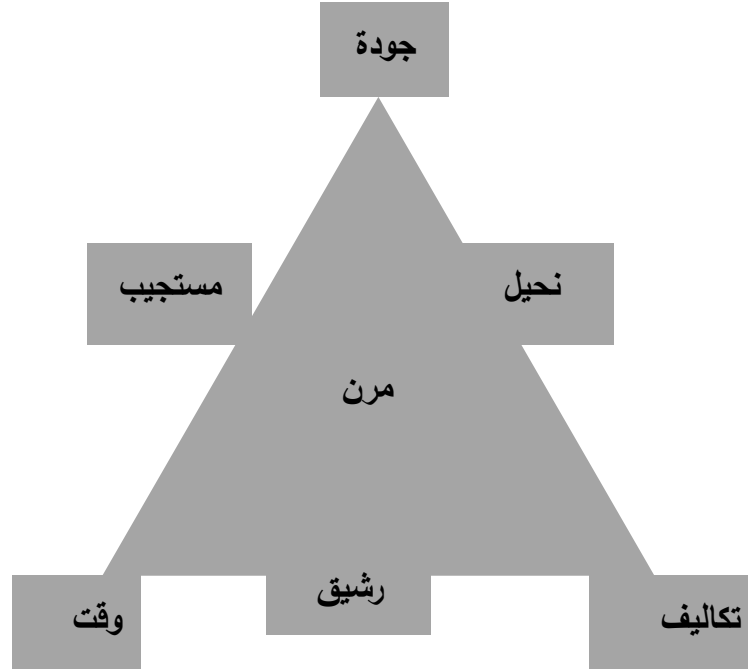 جودة
نحيل
مستجيب
مرن
رشيق
تكاليف
وقت